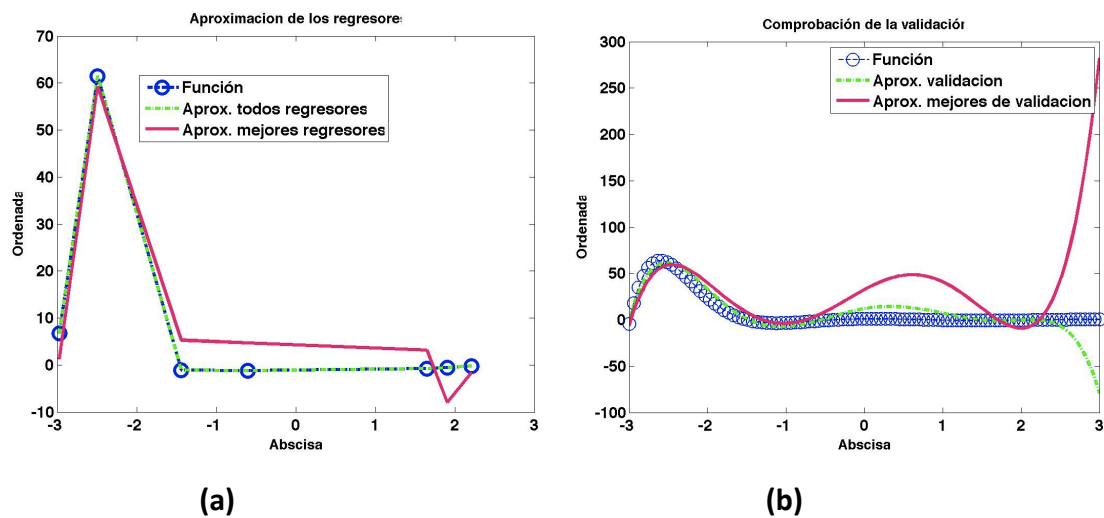 Aproximacion de los regresores
70
60
50
40
30
20
10
0
-10
-3
-2
-1
0
1
2
3
Ordenada
Abscisa
Función
Aprox. todos regresores
Aprox. mejores regresores
(a)
Comprobación de la validación
300
250
200
150
100
50
0
-50
-100
-3
-2
-1
0
1
2
3
Ordenada
Abscisa
Función
Aprox. validacion
Aprox. mejores de validacion
(b)